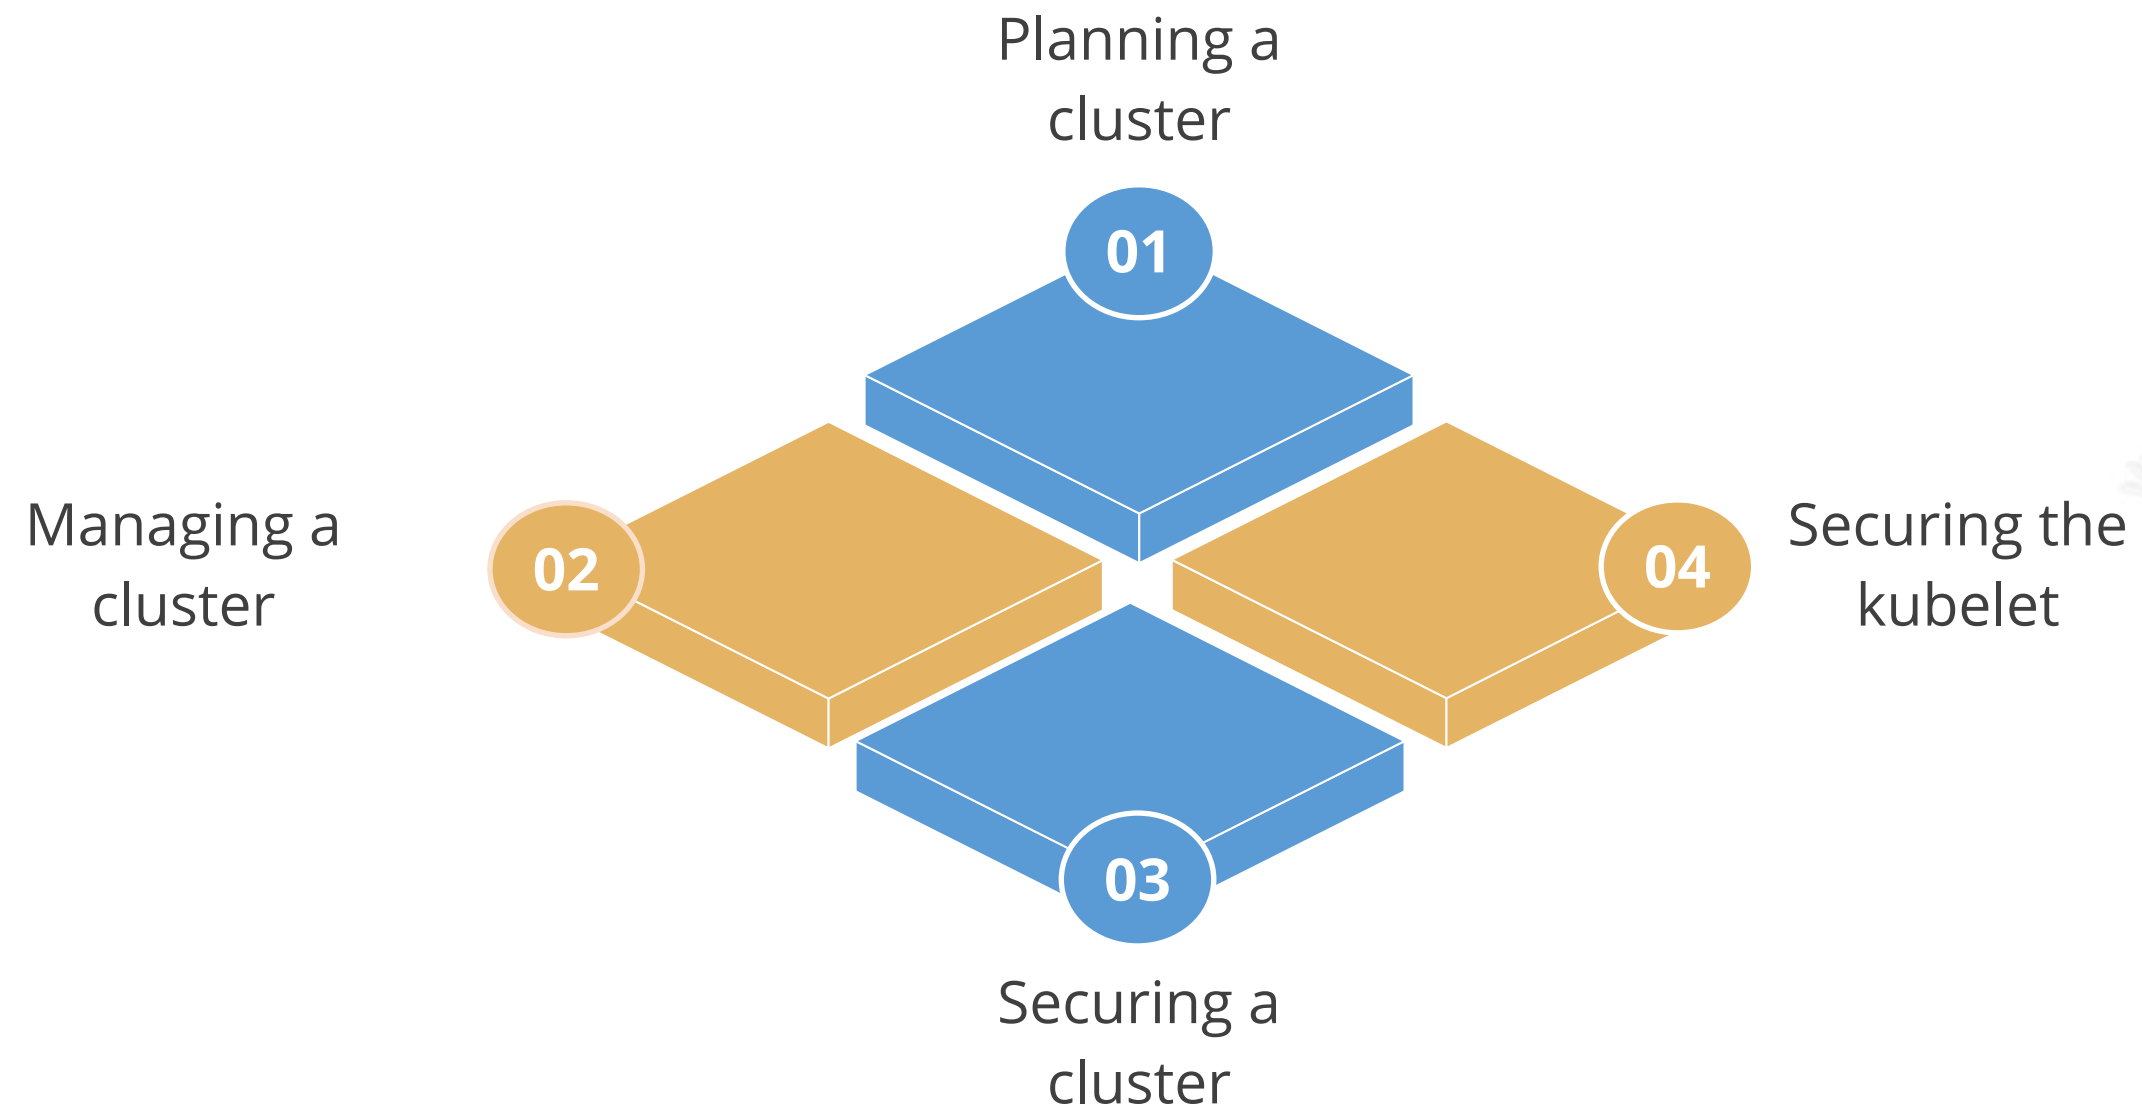 Planning a
cluster
01
Managing a
cluster
02
04
Securing the
kubelet
03
Securing a
cluster